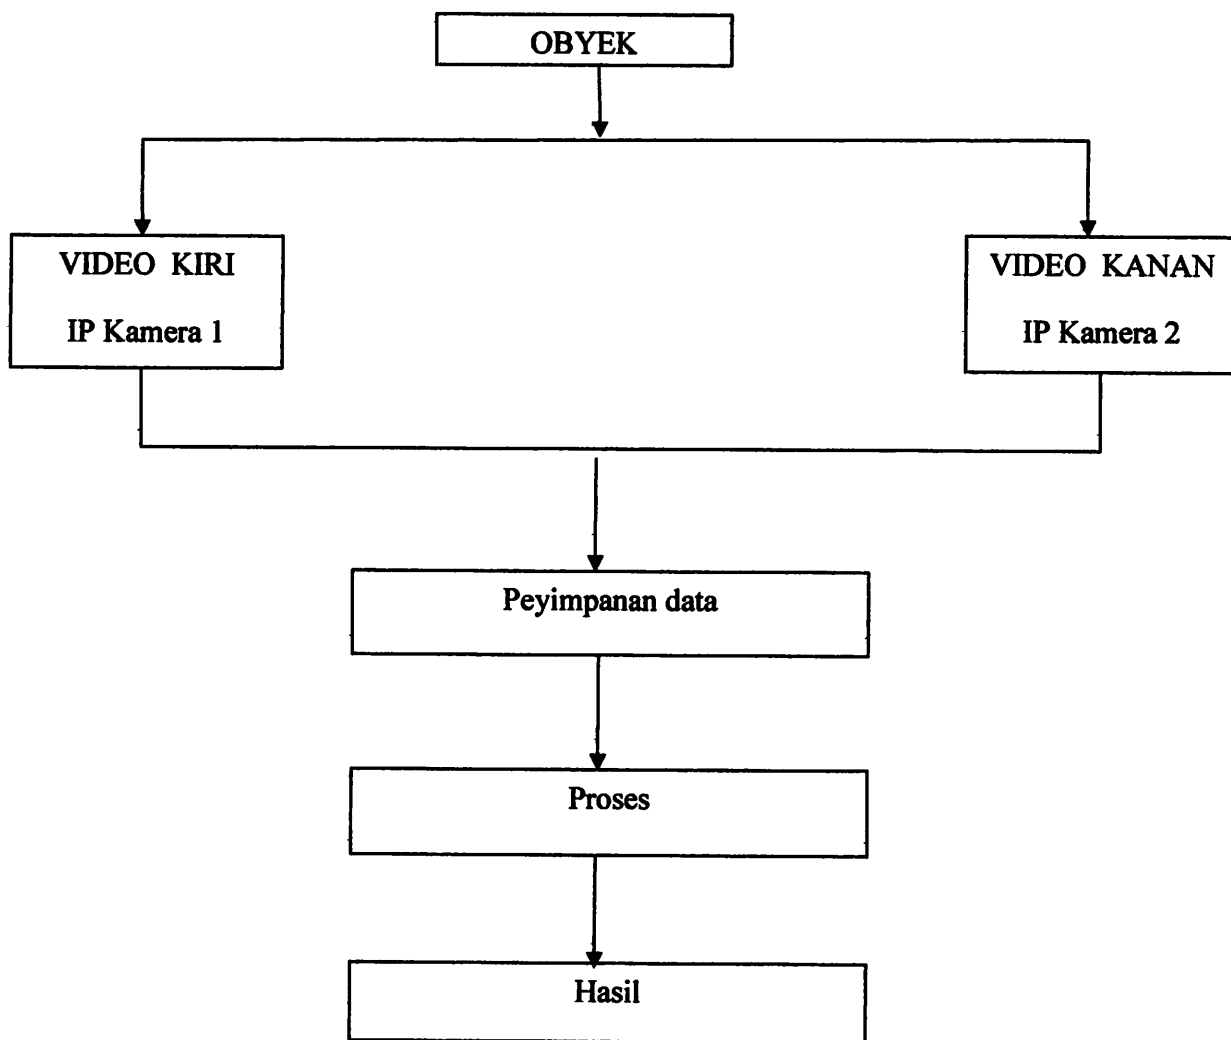 OBYEK
VIDEO KIRI
IP Kamera 1
VIDEO KANAN
IP Kamera 2
Peyimpanan data
Proses
Hasil